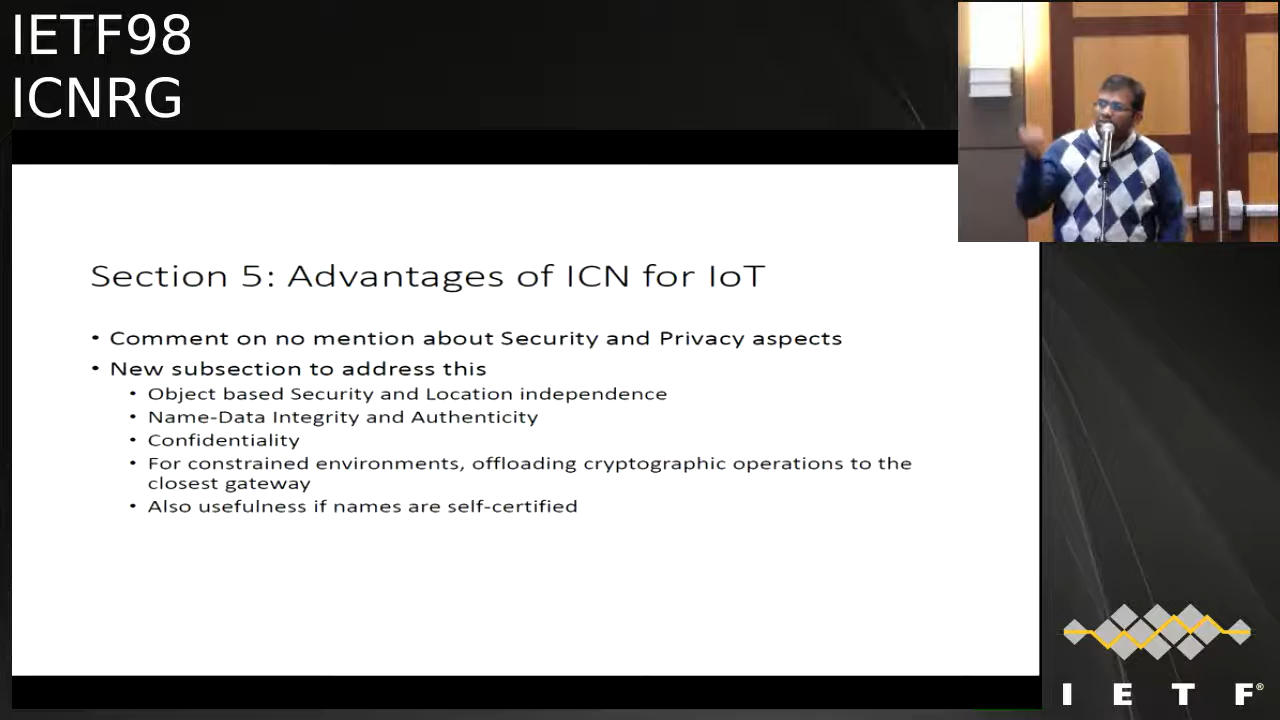 IETF98
ICNRG
Section 5: Advantages of ICN for IoT
• Comment on no mention about Security and Privacy aspects
• New subsection to address this
• Object based Security and Location independence
• Name-Data Integrity and Authenticity
• Confidentiality
• For constrained environments, offloading cryptographic operations to the
closest gateway
• Also usefulness if names are self-certified
I E T F®